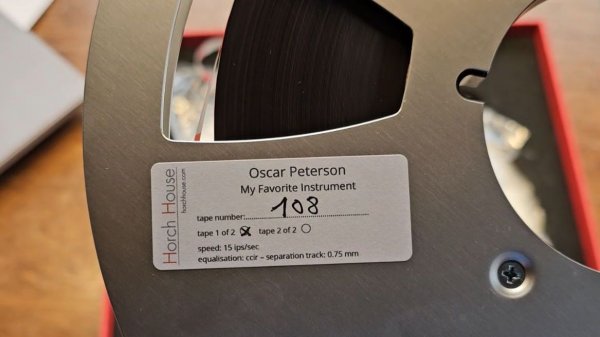 Horch House
horchhouse.com
Oscar Peterson
My Favorite Instrument
tape number:108
tape 1 of 2 tape 2 of 2
speed: 15 ips/sec
equalisation: ccir – separation track: 0.75 mm